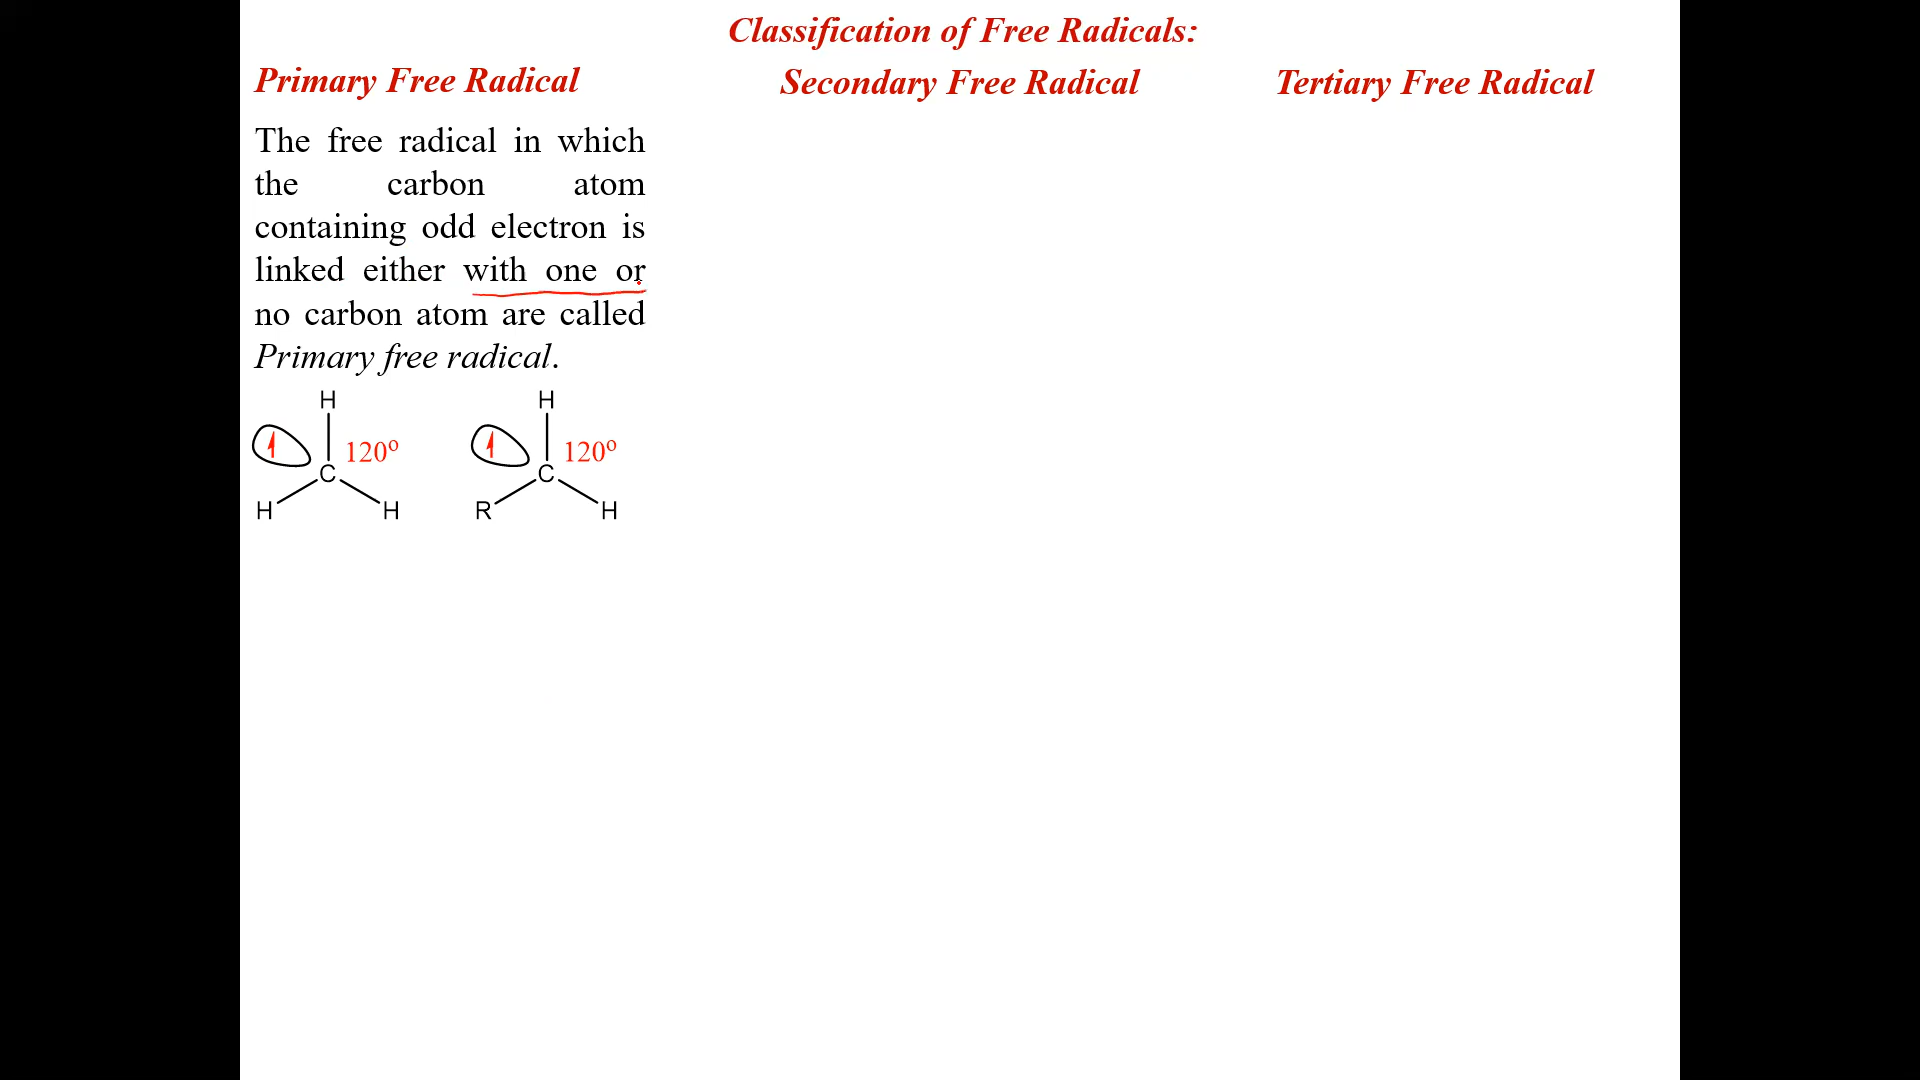 Classification of Free Radicals:
Primary Free Radical
Secondary Free Radical
Tertiary Free Radical
The free radical in which
the carbon atom
containing odd electron is
linked either with one or
no carbon atom are called
Primary free radical.
H
120º
C
H
H
H
120º
C
R
H